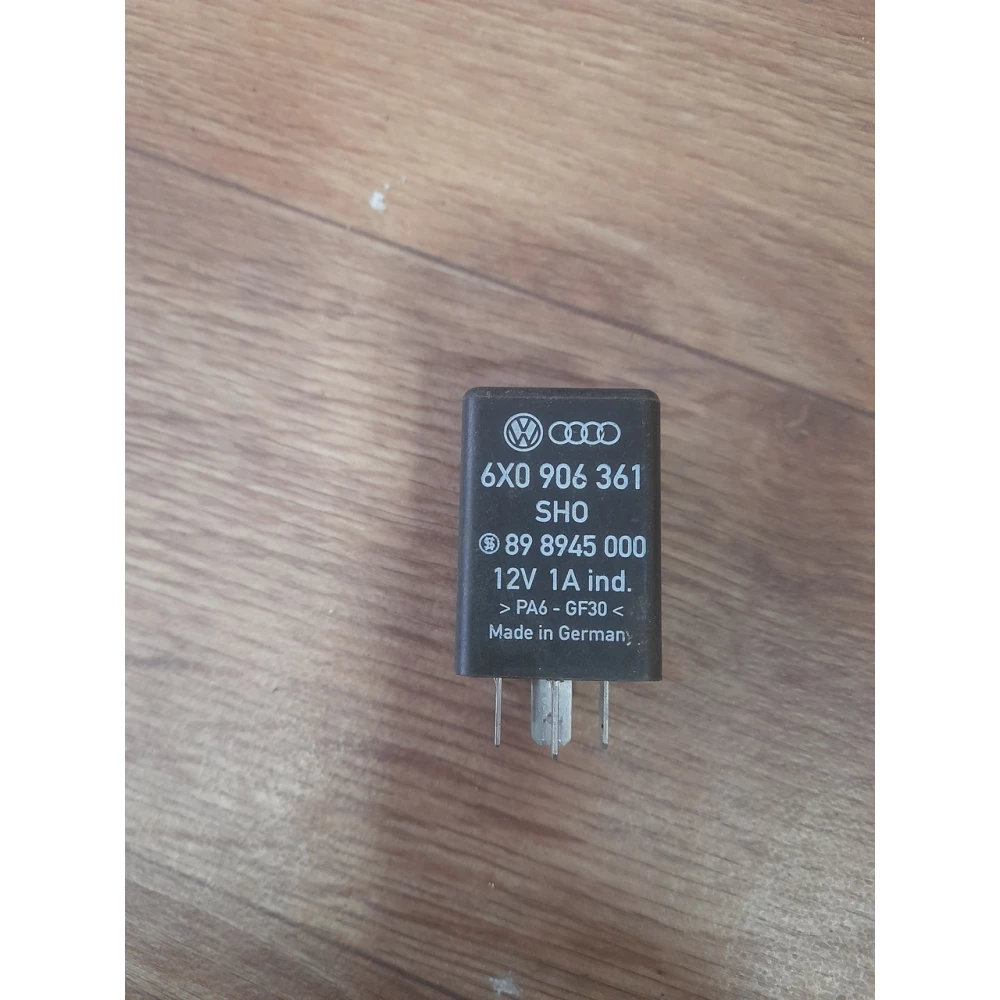 6X0 906 361
SHO
89 8945 000
12V 1A ind.
> PA6 - GF30 <
Made in Germany